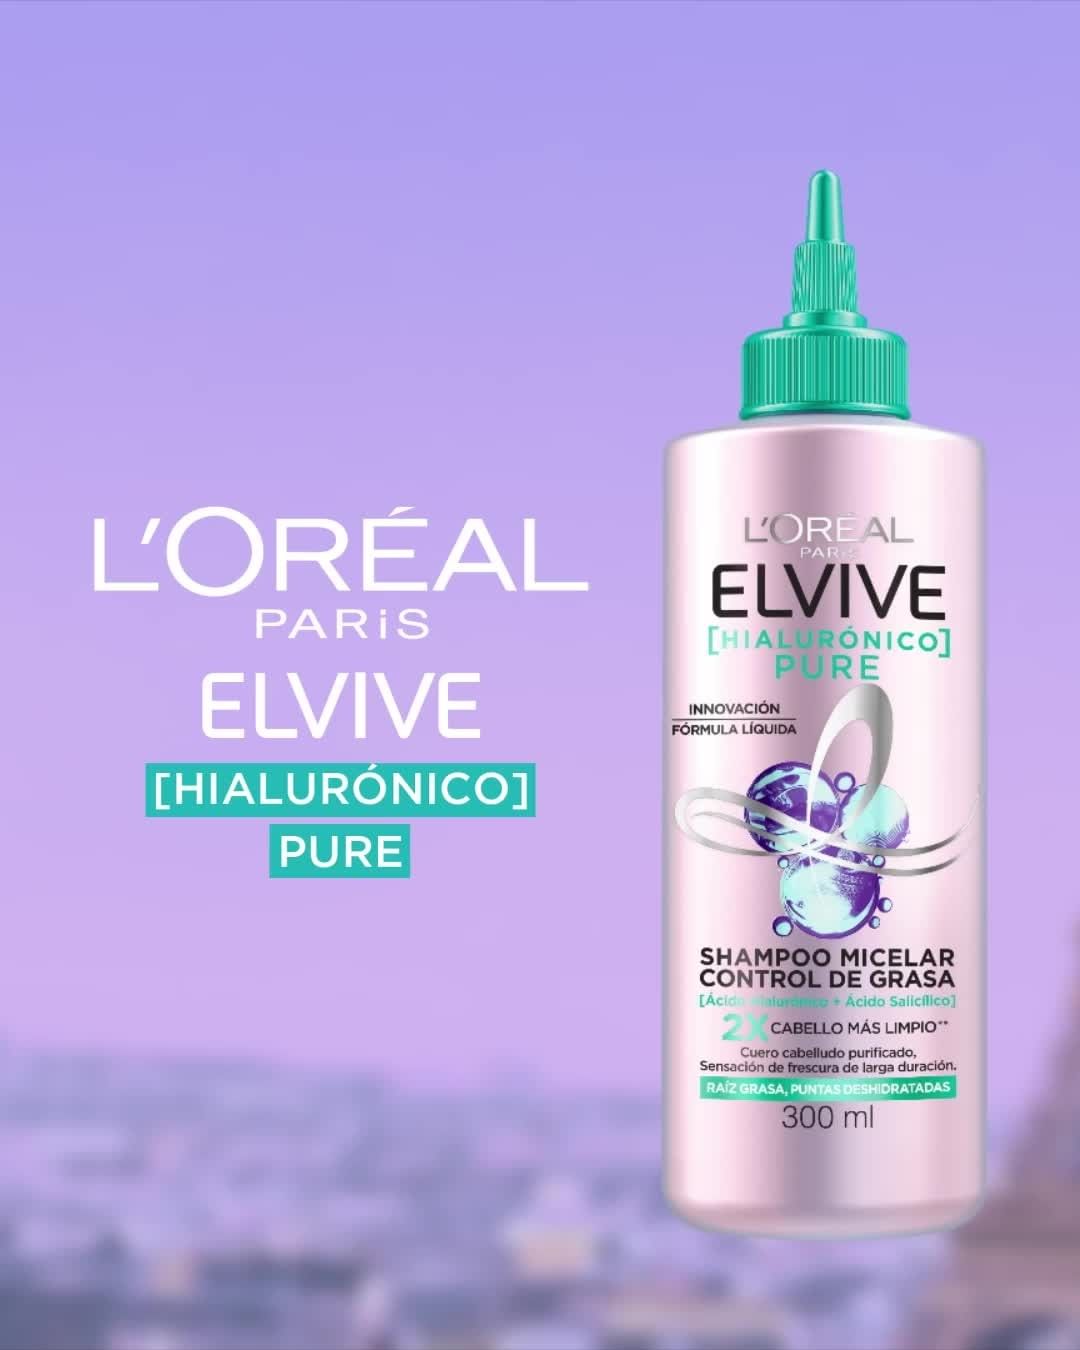 L'ORÉAL
PARiS
ELVIVE
[HIALURÓNICO]
PURE
L'ORÉAL
PARiS
ELVIVE
[HIALURÓNICO]
PURE
INNOVACIÓN
FÓRMULA LÍQUIDA
SHAMPOO MICELAR
CONTROL DE GRASA
[Ácido Hialurónico + Ácido Salicílico]
2X CABELLO MÁS LIMPIO**
Cuero cabelludo purificado,
Sensación de frescura de larga duración.
RAÍZ GRASA, PUNTAS DESHIDRATADAS
300 ml